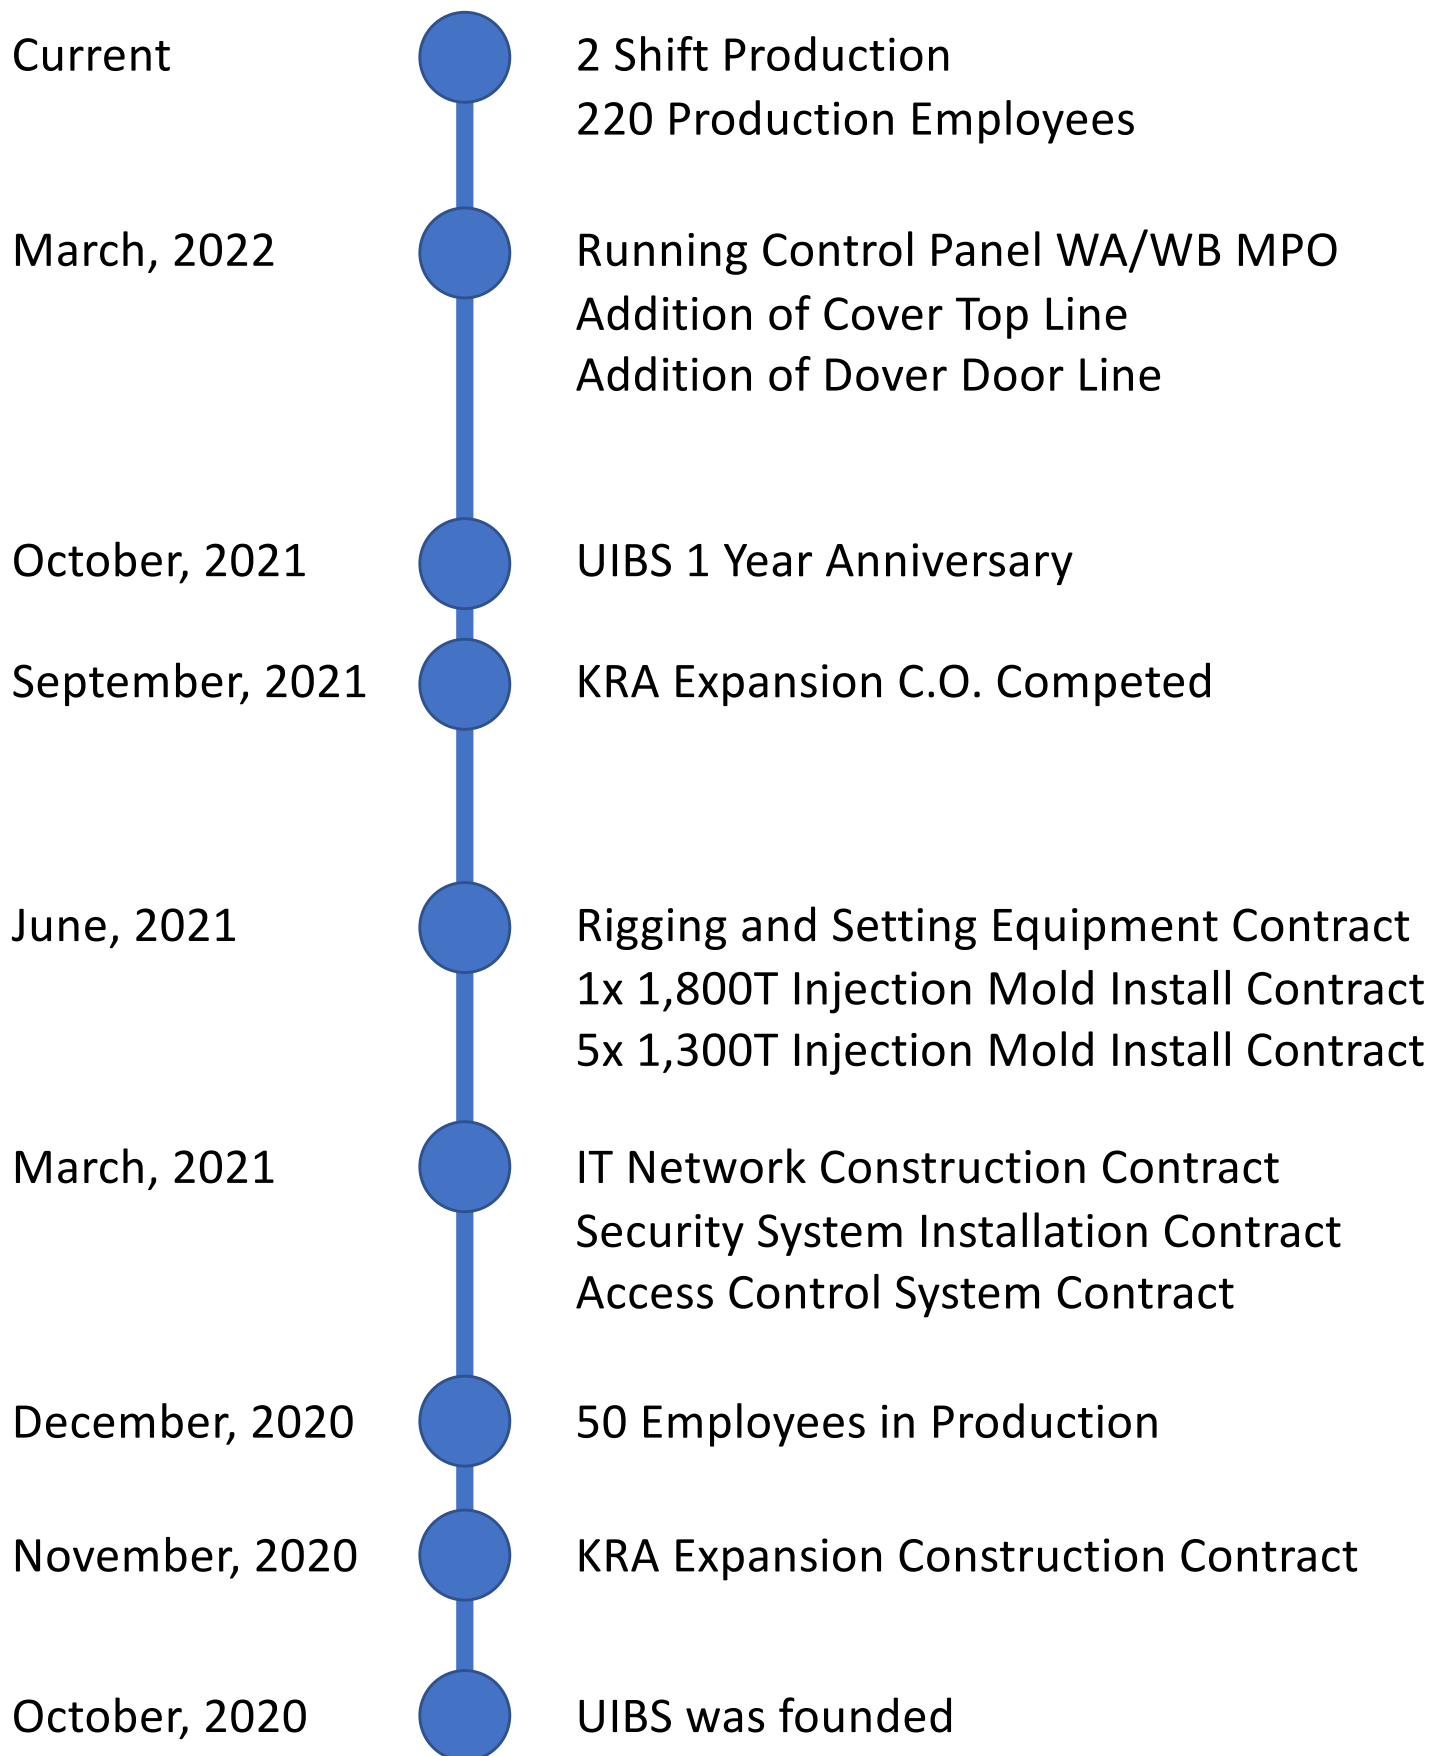 Current
2 Shift Production
220 Production Employees
March, 2022
Running Control Panel WA/WB MPO
Addition of Cover Top Line
Addition of Dover Door Line
October, 2021
UIBS 1 Year Anniversary
September, 2021
KRA Expansion C.O. Competed
June, 2021
Rigging and Setting Equipment Contract
1x 1,800T Injection Mold Install Contract
5x 1,300T Injection Mold Install Contract
March, 2021
IT Network Construction Contract
Security System Installation Contract
Access Control System Contract
December, 2020
50 Employees in Production
November, 2020
KRA Expansion Construction Contract
October, 2020
UIBS was founded